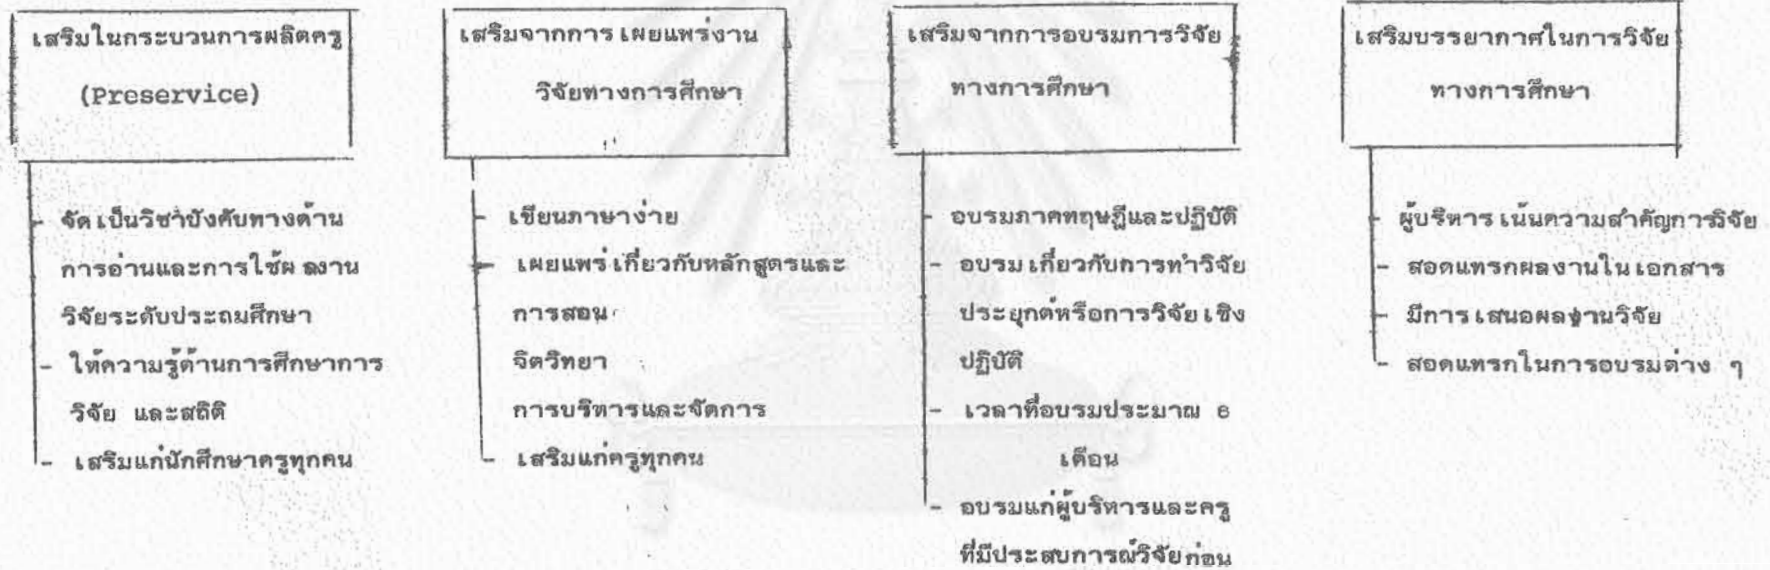 เสริมในกระบวนการผลิตครู
(Preservice)
- จัดเป็นวิชาบังคับทางด้าน
การอ่านและการใช้ผลงาน
วิจัยระดับประถมศึกษา
- ให้ความรู้ด้านการศึกษาการ
วิจัย และสถิติ
- เสริมแก่นักศึกษาครูทุกคน
เสริมจากการเผยแพร่งาน
วิจัยทางการศึกษา
- เขียนภาษาง่าย
- เผยแพร่เกี่ยวกับหลักสูตรและ
การสอน
จิตวิทยา
การบริหารและจัดการ
- เสริมแก่ครูทุกคน
เสริมจากการอบรมการวิจัย
ทางการศึกษา
- อบรมภาคทฤษฎีและปฏิบัติ
- อบรมเกี่ยวกับการทำวิจัย
ประยุกต์หรือการวิจัยเชิง
ปฏิบัติ
- เวลาที่อบรมประมาณ 6
เดือน
- อบรมแก่ผู้บริหารและครู
ที่มีประสบการณ์วิจัยก่อน
เสริมบรรยากาศในการวิจัย
ทางการศึกษา
- ผู้บริหารเน้นความสำคัญการวิจัย
- สอดแทรกผลงานในเอกสาร
- มีการเสนอผลงานวิจัย
- สอดแทรกในการอบรมต่าง ๆ